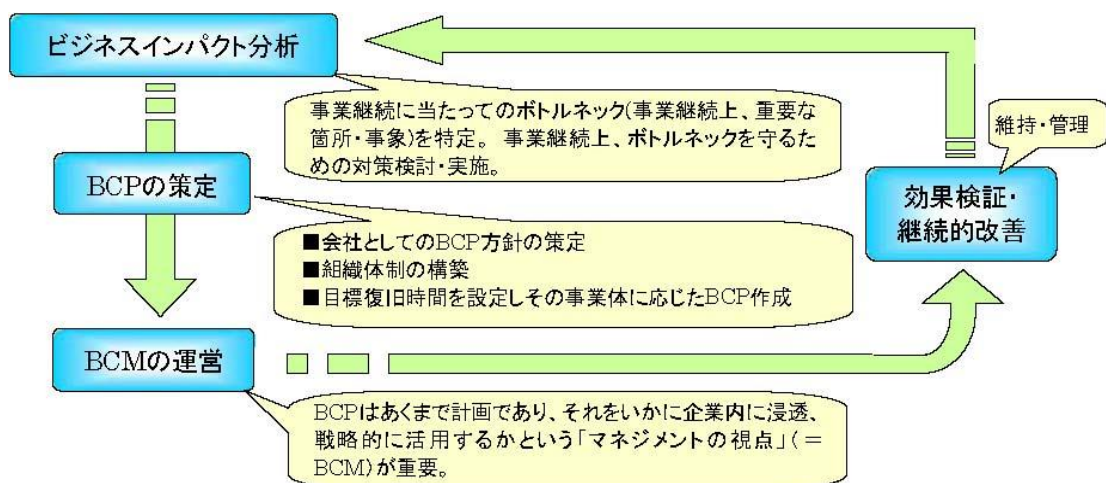 ビジネスインパクト分析
事業継続に当たってのボトルネック(事業継続上、重要な
箇所・事象)を特定。 事業継続上、ボトルネックを守るた
めの対策検討・実施。
維持・管理
BCPの策定
効果検証・
継続的改善
■会社としてのBCP方針の策定
■組織体制の構築
■目標復旧時間を設定しその事業体に応じたBCP作成
BCMの運営
BCPはあくまで計画であり、それをいかに企業内に浸透、
戦略的に活用するかという「マネジメントの視点」(＝
BCM)が重要。